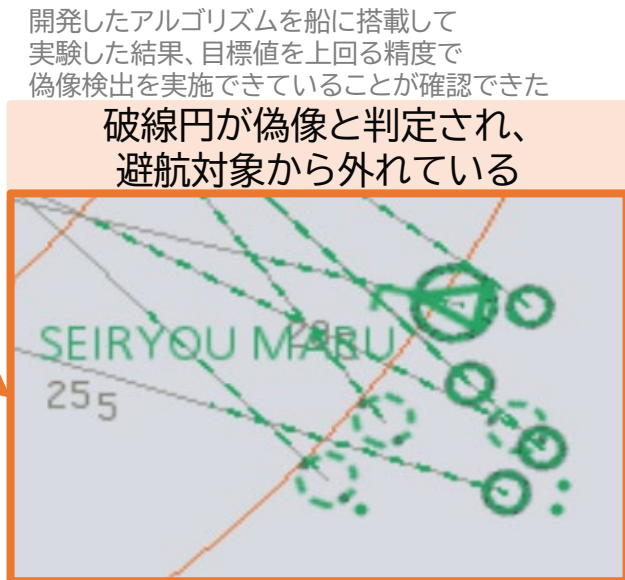 開発したアルゴリズムを船に搭載して
実験した結果、目標値を上回る精度で
偽像検出を実施できていることが確認できた
破線円が偽像と判定され、
避航対象から外れている
SEIRYOU MARU
25₅